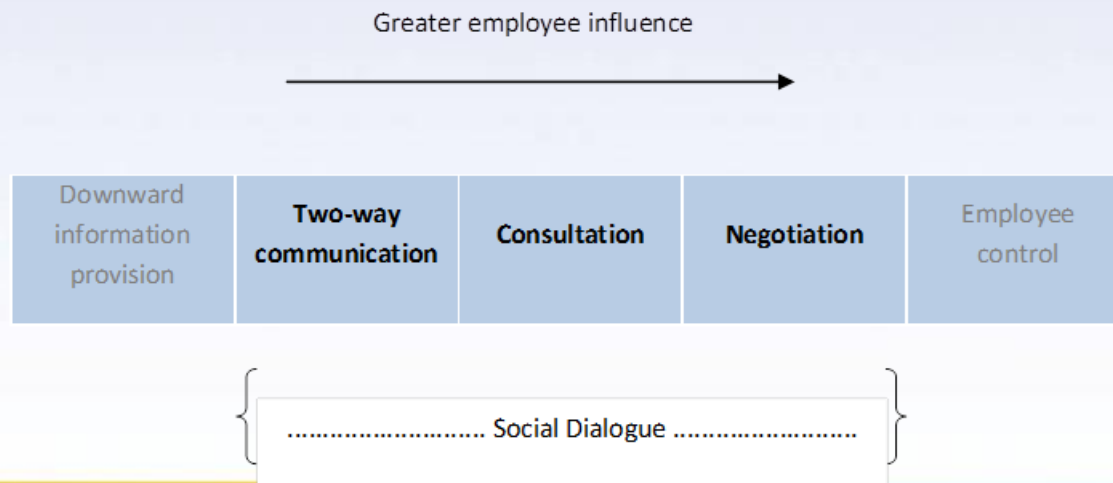 Greater employee influence
Downward
information
provision
Two-way
communication
Consultation
Negotiation
Employee
control
........................... Social Dialogue .........................